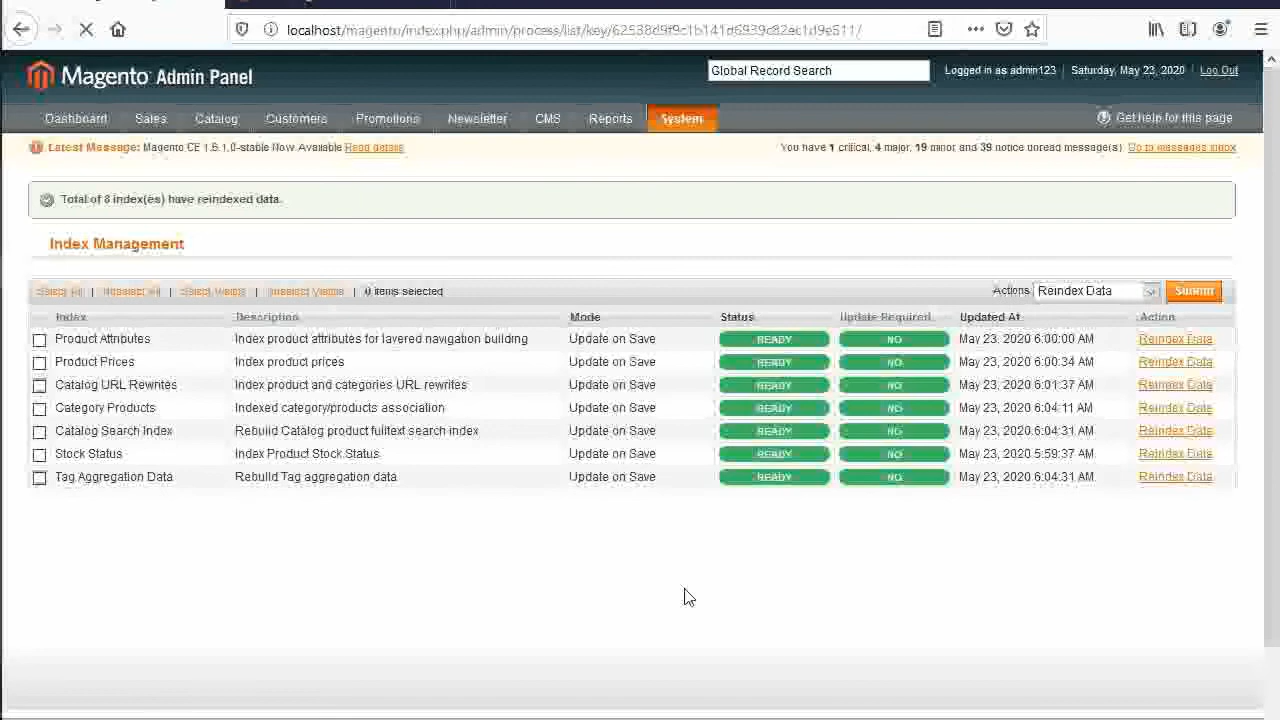 localhost/magento/index.php/admin/process/list/key/62538d9f9c1b141d6939c82ec1d9e511/
Magento Admin Panel
Global Record Search
Logged in as admin123 | Saturday, May 23, 2020 | Log Out
Dashboard Sales Catalog Customers Promotions Newsletter CMS Reports System
Get help for this page
Latest Message: Magento CE 1.6.1.0-stable Now Available Read details
You have 1 critical, 4 major, 19 minor and 39 notice unread message(s). Go to messages inbox
Total of 8 index(es) have reindexed data.
Index Management
Select All | Unselect All | Select Visible | Unselect Visible | 0 items selected
Actions Reindex Data Submit
Index Description Mode Status Update Required Updated At Action
Product Attributes Index product attributes for layered navigation building Update on Save READY NO May 23, 2020 6:00:00 AM Reindex Data
Product Prices Index product prices Update on Save READY NO May 23, 2020 6:00:34 AM Reindex Data
Catalog URL Rewrites Index product and categories URL rewrites Update on Save READY NO May 23, 2020 6:01:37 AM Reindex Data
Category Products Indexed category/products association Update on Save READY NO May 23, 2020 6:04:11 AM Reindex Data
Catalog Search Index Rebuild Catalog product fulltext search index Update on Save READY NO May 23, 2020 6:04:31 AM Reindex Data
Stock Status Index Product Stock Status Update on Save READY NO May 23, 2020 5:59:37 AM Reindex Data
Tag Aggregation Data Rebuild Tag aggregation data Update on Save READY NO May 23, 2020 6:04:31 AM Reindex Data